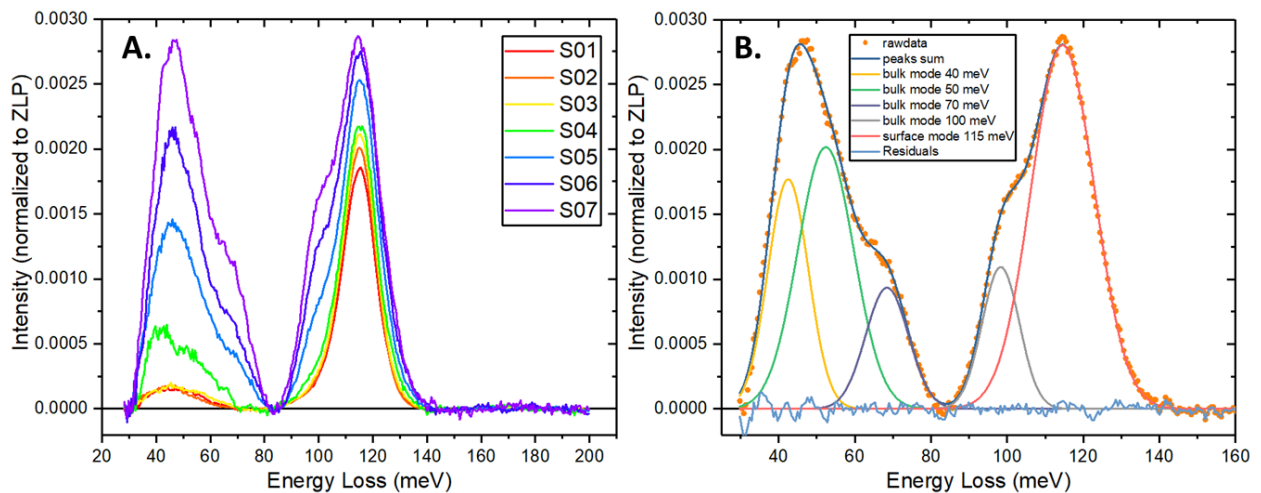 A.
Intensity (normalized to ZLP)
0.0030
0.0025
0.0020
0.0015
0.0010
0.0005
0.0000
S01
S02
S03
S04
S05
S06
S07
20 40 60 80 100 120 140 160 180 200
Energy Loss (meV)
B.
Intensity (normalized to ZLP)
0.0030
0.0025
0.0020
0.0015
0.0010
0.0005
0.0000
rawdata
peaks sum
bulk mode 40 meV
bulk mode 50 meV
bulk mode 70 meV
bulk mode 100 meV
surface mode 115 meV
Residuals
40 60 80 100 120 140 160
Energy Loss (meV)